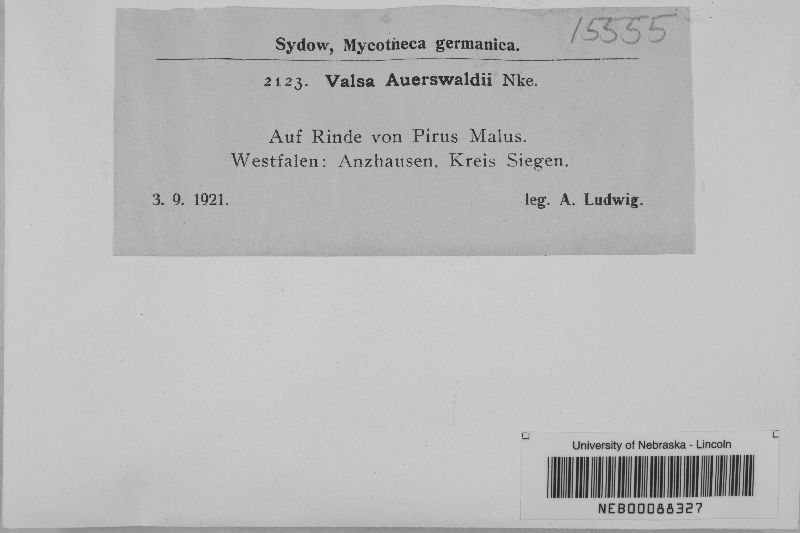 15555
Sydow, Mycotheca germanica.
2123. Valsa Auerswaldii Nke.
Auf Rinde von Pirus Malus.
Westfalen: Anzhausen, Kreis Siegen.
3. 9. 1921. leg. A. Ludwig.
University of Nebraska - Lincoln
NEB00088327